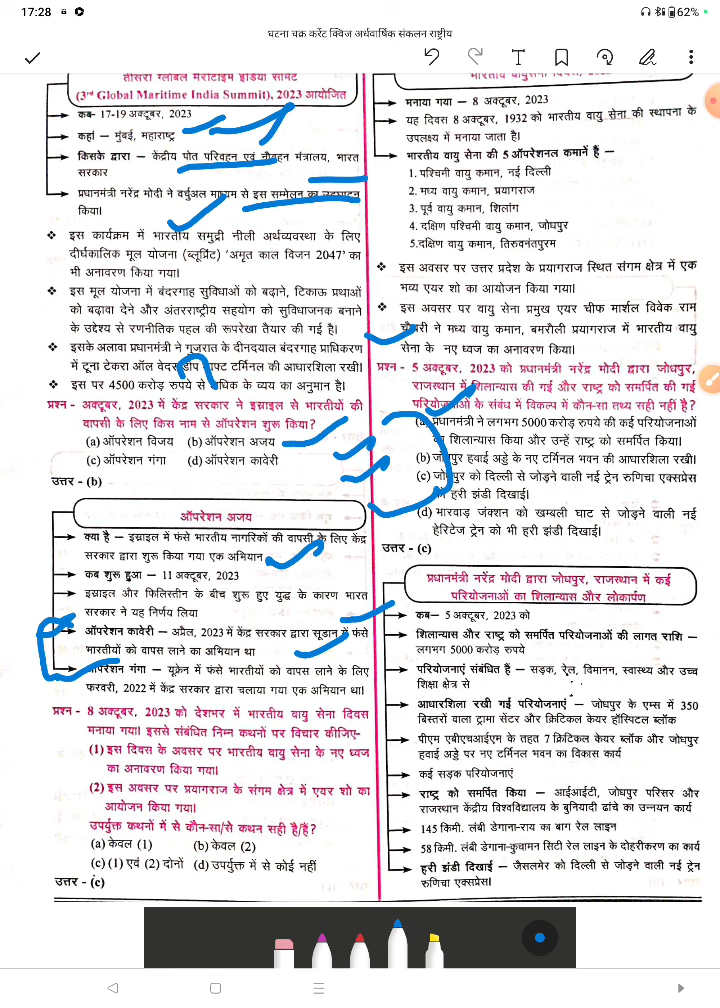 17:28
62%
घटना चक्र करेंट क्विज अर्धवार्षिक संकलन राष्ट्रीय
T
तीसरा ग्लोबल मैरीटाइम इंडिया समिट
(3rd Global Maritime India Summit), 2023 आयोजित
कब- 17-19 अक्टूबर, 2023
कहां – मुंबई, महाराष्ट्र
किसके द्वारा – केंद्रीय पोत परिवहन एवं नौवहन मंत्रालय, भारत
सरकार
प्रधानमंत्री नरेंद्र मोदी ने वर्चुअल माध्यम से इस सम्मेलन का उद्घाटन
किया।
❖ इस कार्यक्रम में भारतीय समुद्री नीली अर्थव्यवस्था के लिए
दीर्घकालिक मूल योजना (ब्लूप्रिंट) ‘अमृत काल विजन 2047’ का
भी अनावरण किया गया।
❖ इस मूल योजना में बंदरगाह सुविधाओं को बढ़ाने, टिकाऊ प्रथाओं
को बढ़ावा देने और अंतरराष्ट्रीय सहयोग को सुविधाजनक बनाने
के उद्देश्य से रणनीतिक पहल की रूपरेखा तैयार की गई है।
❖ इसके अलावा प्रधानमंत्री ने गुजरात के दीनदयाल बंदरगाह प्राधिकरण
में टूना टेकरा ऑल वेदर डीप ड्राफ्ट टर्मिनल की आधारशिला रखी।
❖ इस पर 4500 करोड़ रुपये से अधिक के व्यय का अनुमान है।
प्रश्न - अक्टूबर, 2023 में केंद्र सरकार ने इस्राइल से भारतीयों की
वापसी के लिए किस नाम से ऑपरेशन शुरू किया?
(a) ऑपरेशन विजय (b) ऑपरेशन अजय
(c) ऑपरेशन गंगा (d) ऑपरेशन कावेरी
उत्तर - (b)
ऑपरेशन अजय
क्या है – इस्राइल में फंसे भारतीय नागरिकों की वापसी के लिए केंद्र
सरकार द्वारा शुरू किया गया एक अभियान
कब शुरू हुआ – 11 अक्टूबर, 2023
इस्राइल और फिलिस्तीन के बीच शुरू हुए युद्ध के कारण भारत
सरकार ने यह निर्णय लिया
ऑपरेशन कावेरी – अप्रैल, 2023 में केंद्र सरकार द्वारा सूडान में फंसे
भारतीयों को वापस लाने का अभियान था
ऑपरेशन गंगा – यूक्रेन में फंसे भारतीयों को वापस लाने के लिए
फरवरी, 2022 में केंद्र सरकार द्वारा चलाया गया एक अभियान था।
प्रश्न - 8 अक्टूबर, 2023 को देशभर में भारतीय वायु सेना दिवस
मनाया गया। इससे संबंधित निम्न कथनों पर विचार कीजिए-
(1) इस दिवस के अवसर पर भारतीय वायु सेना के नए ध्वज
का अनावरण किया गया।
(2) इस अवसर पर प्रयागराज के संगम क्षेत्र में एयर शो का
आयोजन किया गया।
उपर्युक्त कथनों में से कौन-सा/से कथन सही है/हैं?
(a) केवल (1) (b) केवल (2)
(c) (1) एवं (2) दोनों (d) उपर्युक्त में से कोई नहीं
उत्तर - (c)
भारतीय वायुसेना दिवस, 2023
मनाया गया – 8 अक्टूबर, 2023
यह दिवस 8 अक्टूबर, 1932 को भारतीय वायु सेना की स्थापना के
उपलक्ष्य में मनाया जाता है।
भारतीय वायु सेना की 5 ऑपरेशनल कमानें हैं –
1. पश्चिमी वायु कमान, नई दिल्ली
2. मध्य वायु कमान, प्रयागराज
3. पूर्व वायु कमान, शिलांग
4. दक्षिण पश्चिमी वायु कमान, जोधपुर
5.दक्षिण वायु कमान, तिरुवनंतपुरम
❖ इस अवसर पर उत्तर प्रदेश के प्रयागराज स्थित संगम क्षेत्र में एक
भव्य एयर शो का आयोजन किया गया।
❖ इस अवसर पर वायु सेना प्रमुख एयर चीफ मार्शल विवेक राम
चौधरी ने मध्य वायु कमान, बमरौली प्रयागराज में भारतीय वायु
सेना के नए ध्वज का अनावरण किया।
प्रश्न - 5 अक्टूबर, 2023 को प्रधानमंत्री नरेंद्र मोदी द्वारा जोधपुर,
राजस्थान में शिलान्यास की गई और राष्ट्र को समर्पित की गई
परियोजनाओं के संबंध में विकल्प में कौन-सा तथ्य सही नहीं है?
(a) प्रधानमंत्री ने लगभग 5000 करोड़ रुपये की कई परियोजनाओं
का शिलान्यास किया और उन्हें राष्ट्र को समर्पित किया।
(b) जोधपुर हवाई अड्डे के नए टर्मिनल भवन की आधारशिला रखी।
(c) जोधपुर को दिल्ली से जोड़ने वाली नई ट्रेन रुणिचा एक्सप्रेस
को हरी झंडी दिखाई।
(d) मारवाड़ जंक्शन को खम्बली घाट से जोड़ने वाली नई
हेरिटेज ट्रेन को भी हरी झंडी दिखाई।
उत्तर - (c)
प्रधानमंत्री नरेंद्र मोदी द्वारा जोधपुर, राजस्थान में कई
परियोजनाओं का शिलान्यास और लोकार्पण
कब– 5 अक्टूबर, 2023 को
शिलान्यास और राष्ट्र को समर्पित परियोजनाओं की लागत राशि –
लगभग 5000 करोड़ रुपये
परियोजनाएं संबंधित हैं – सड़क, रेल, विमानन, स्वास्थ्य और उच्च
शिक्षा क्षेत्र से
आधारशिला रखी गई परियोजनाएं – जोधपुर के एम्स में 350
बिस्तरों वाला ट्रामा सेंटर और क्रिटिकल केयर हॉस्पिटल ब्लॉक
पीएम एबीएचआईएम के तहत 7 क्रिटिकल केयर ब्लॉक और जोधपुर
हवाई अड्डे पर नए टर्मिनल भवन का विकास कार्य
कई सड़क परियोजनाएं
राष्ट्र को समर्पित किया – आईआईटी, जोधपुर परिसर और
राजस्थान केंद्रीय विश्वविद्यालय के बुनियादी ढांचे का उन्नयन कार्य
145 किमी. लंबी डेगाना-राय का बाग रेल लाइन
58 किमी. लंबी डेगाना-कुचामन सिटी रेल लाइन के दोहरीकरण का कार्य
हरी झंडी दिखाई – जैसलमेर को दिल्ली से जोड़ने वाली नई ट्रेन
रुणिचा एक्सप्रेस।